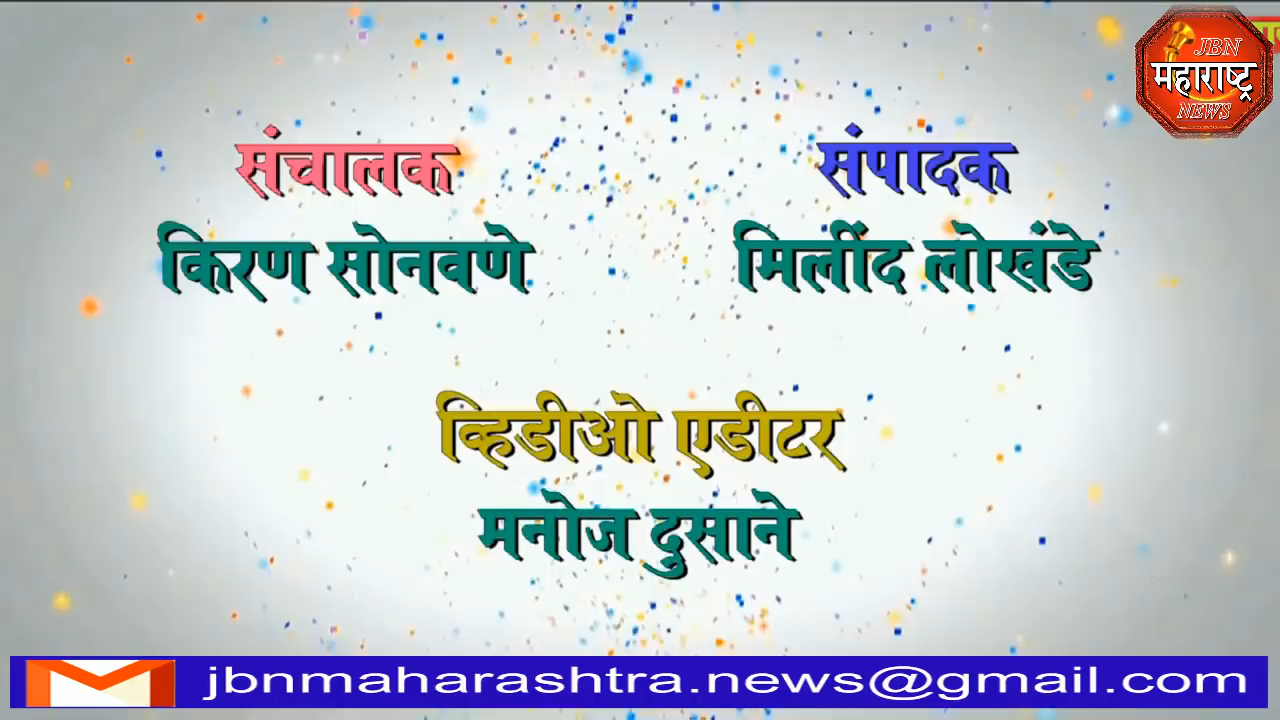 JBN
महाराष्ट्र
NEWS
संचालक
संपादक
किरण सोनवणे
मिलींद लोखंडे
व्हिडीओ एडीटर
मनोज दुसाने
jbnmaharashtra.news@gmail.com